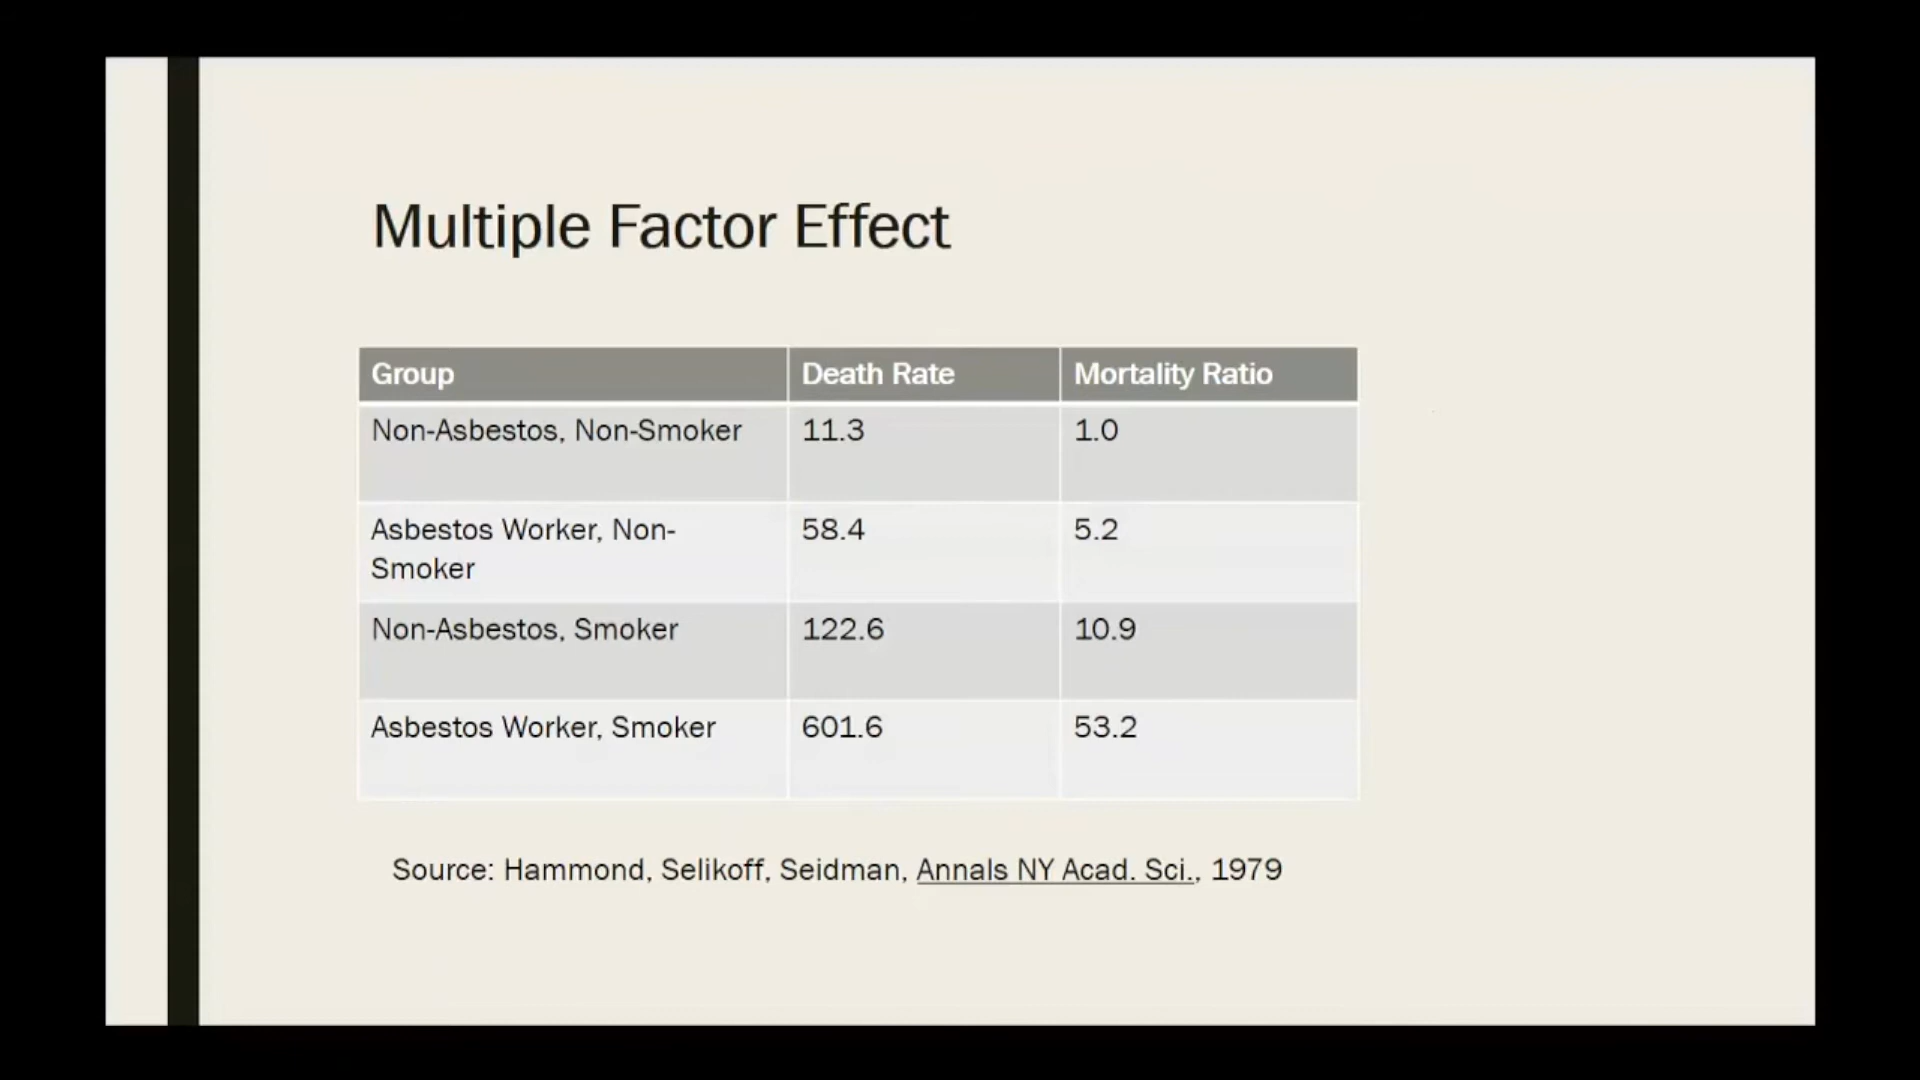 Multiple Factor Effect
Group Death Rate Mortality Ratio
Non-Asbestos, Non-Smoker 11.3 1.0
Asbestos Worker, Non-
Smoker 58.4 5.2
Non-Asbestos, Smoker 122.6 10.9
Asbestos Worker, Smoker 601.6 53.2
Source: Hammond, Selikoff, Seidman, Annals NY Acad. Sci., 1979